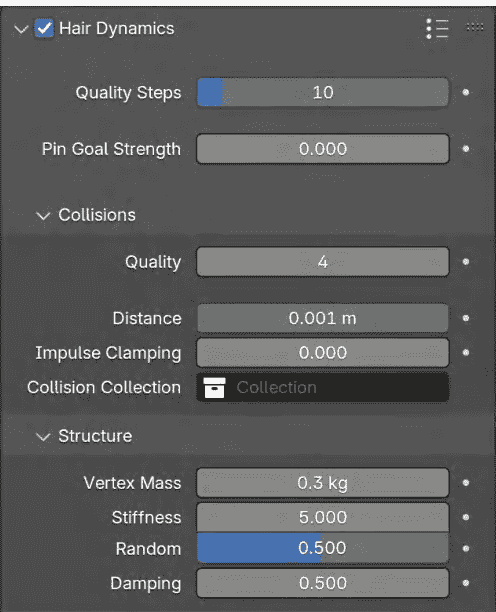 Hair Dynamics
Quality Steps 10
Pin Goal Strength 0.000
Collisions
Quality 4
Distance 0.001 m
Impulse Clamping 0.000
Collision Collection Collection
Structure
Vertex Mass 0.3 kg
Stiffness 5.000
Random 0.500
Damping 0.500